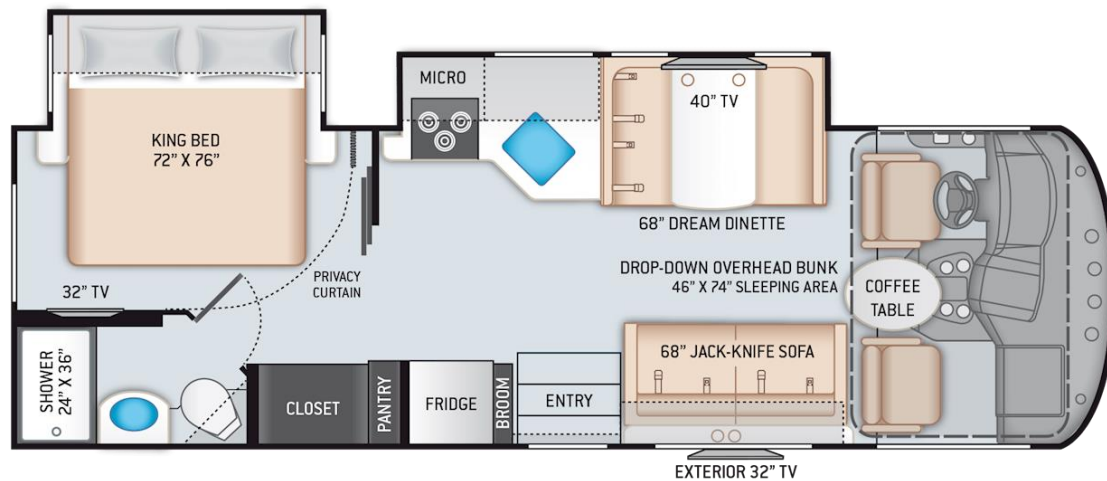 MICRO
40” TV
KING BED
72” X 76”
68” DREAM DINETTE
DROP-DOWN OVERHEAD BUNK
46” X 74” SLEEPING AREA
PRIVACY
CURTAIN
32” TV
COFFEE
TABLE
68” JACK-KNIFE SOFA
SHOWER
24” X 36”
CLOSET
PANTRY
FRIDGE
BROOM
ENTRY
EXTERIOR 32” TV